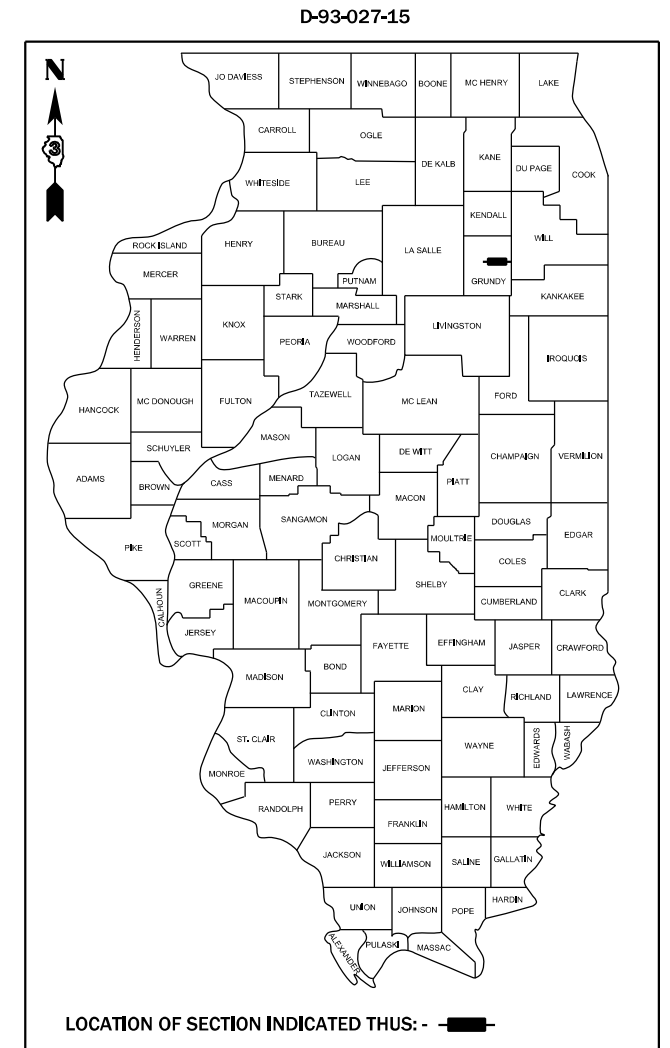 D-93-027-15
N
3
JO DAVIESS
STEPHENSON
WINNEBAGO
BOONE
MC HENRY
LAKE
CARROLL
OGLE
DE KALB
KANE
DU PAGE
COOK
WHITESIDE
LEE
KENDALL
WILL
ROCK ISLAND
HENRY
BUREAU
LA SALLE
MERCER
PUTNAM
GRUNDY
STARK
MARSHALL
KANKAKEE
HENDERSON
WARREN
KNOX
PEORIA
WOODFORD
LIVINGSTON
IROQUOIS
HANCOCK
MC DONOUGH
FULTON
TAZEWELL
MC LEAN
FORD
SCHUYLER
MASON
LOGAN
DE WITT
CHAMPAIGN
VERMILION
ADAMS
BROWN
CASS
MENARD
MACON
PIATT
PIKE
SCOTT
MORGAN
SANGAMON
CHRISTIAN
MOULTRIE
DOUGLAS
EDGAR
COLES
SHELBY
CALHOUN
GREENE
MACOUPIN
MONTGOMERY
CUMBERLAND
CLARK
JERSEY
FAYETTE
EFFINGHAM
JASPER
CRAWFORD
MADISON
BOND
CLAY
RICHLAND
LAWRENCE
CLINTON
MARION
ST. CLAIR
WAYNE
EDWARDS
WABASH
MONROE
WASHINGTON
JEFFERSON
RANDOLPH
PERRY
HAMILTON
WHITE
FRANKLIN
JACKSON
WILLIAMSON
SALINE
GALLATIN
UNION
JOHNSON
POPE
HARDIN
ALEXANDER
PULASKI
MASSAC
LOCATION OF SECTION INDICATED THUS: -